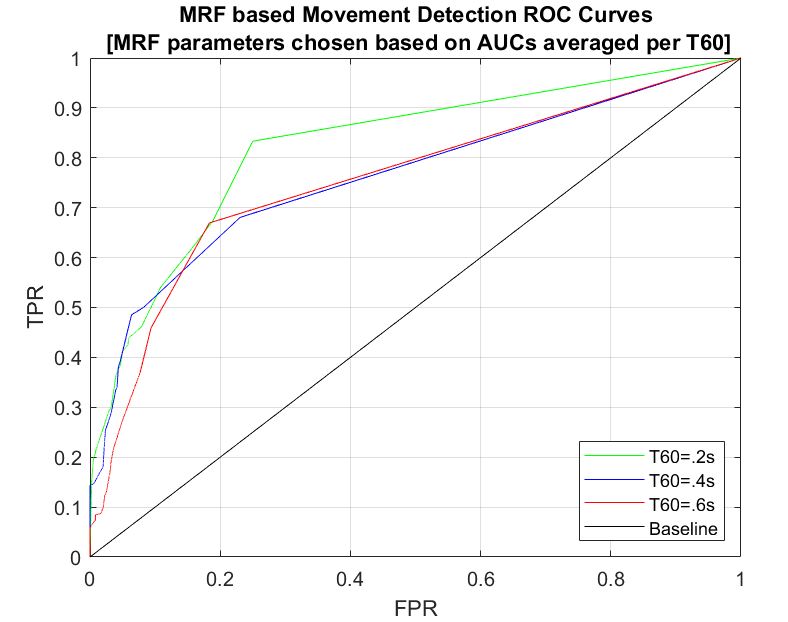 MRF based Movement Detection ROC Curves
[MRF parameters chosen based on AUCs averaged per T60]
1
0.9
0.8
0.7
0.6
0.5
0.4
0.3
0.2
0.1
0
TPR
T60=.2s
T60=.4s
T60=.6s
Baseline
0 0.2 0.4 0.6 0.8 1
FPR